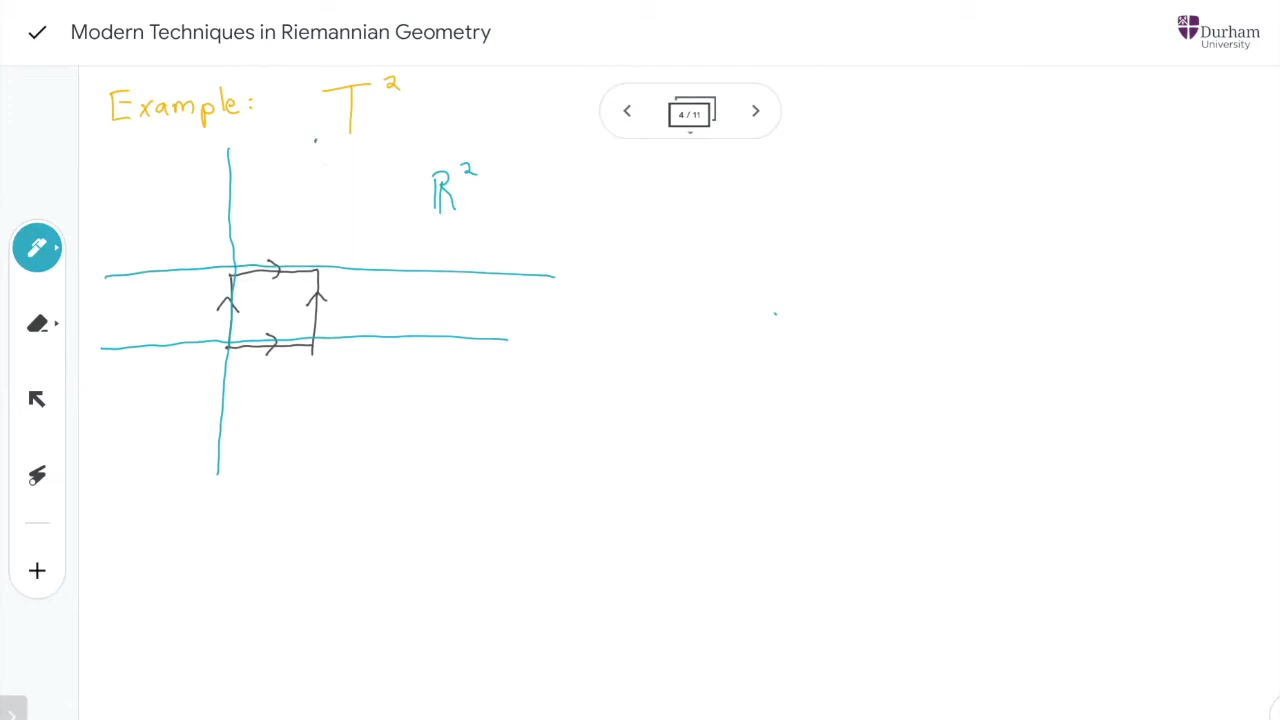 Modern Techniques in Riemannian Geometry
Durham
University
Example: T²
4 / 11
ℝ²